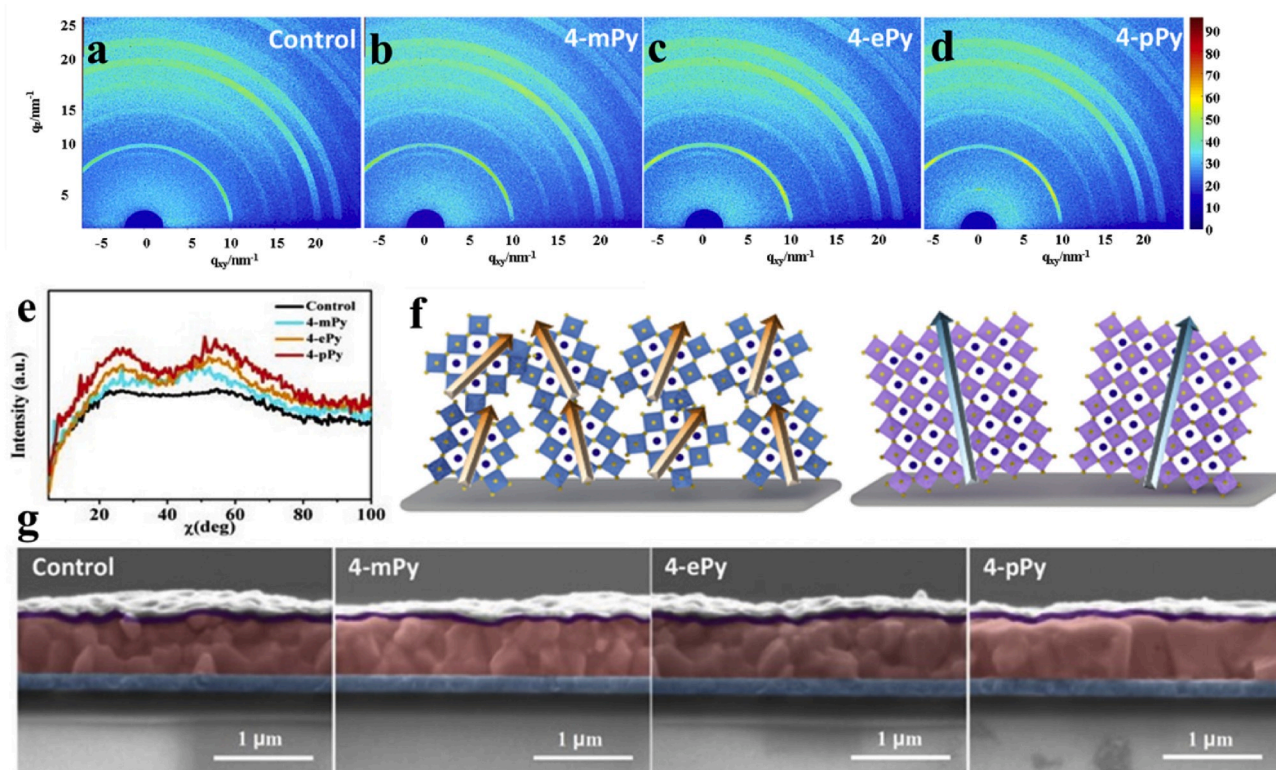 a Control
b 4-mPy
c 4-ePy
d 4-pPy
25
20
15
10
5
qz/nm-1
-5 0 5 10 15 20
qxy/nm-1
-5 0 5 10 15 20
qxy/nm-1
-5 0 5 10 15 20
qxy/nm-1
-5 0 5 10 15 20
qxy/nm-1
90
80
70
60
50
40
30
20
10
0
e
Control
4-mPy
4-ePy
4-pPy
Intensity (a.u.)
20 40 60 80 100
χ(deg)
f
g
Control
4-mPy
4-ePy
4-pPy
1 μm
1 μm
1 μm
1 μm